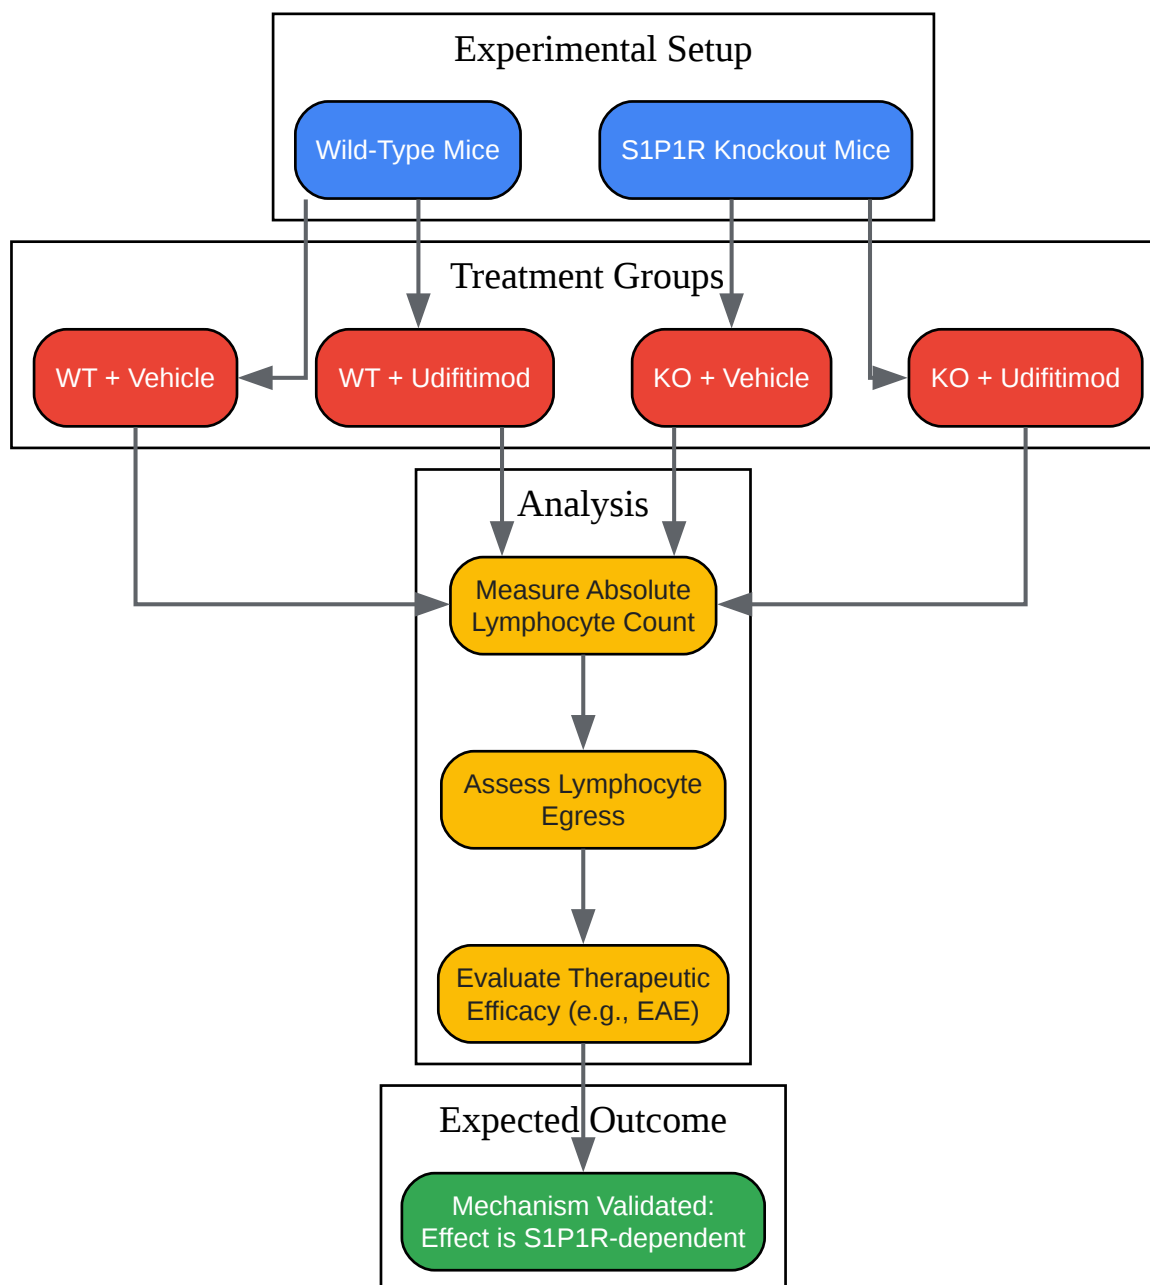 Experimental Setup
Wild-Type Mice
S1P1R Knockout Mice
Treatment Groups
WT + Vehicle
WT + Udifitimod
KO + Vehicle
KO + Udifitimod
Analysis
Measure Absolute
Lymphocyte Count
Assess Lymphocyte
Egress
Evaluate Therapeutic
Efficacy (e.g., EAE)
Expected Outcome
Mechanism Validated:
Effect is S1P1R-dependent